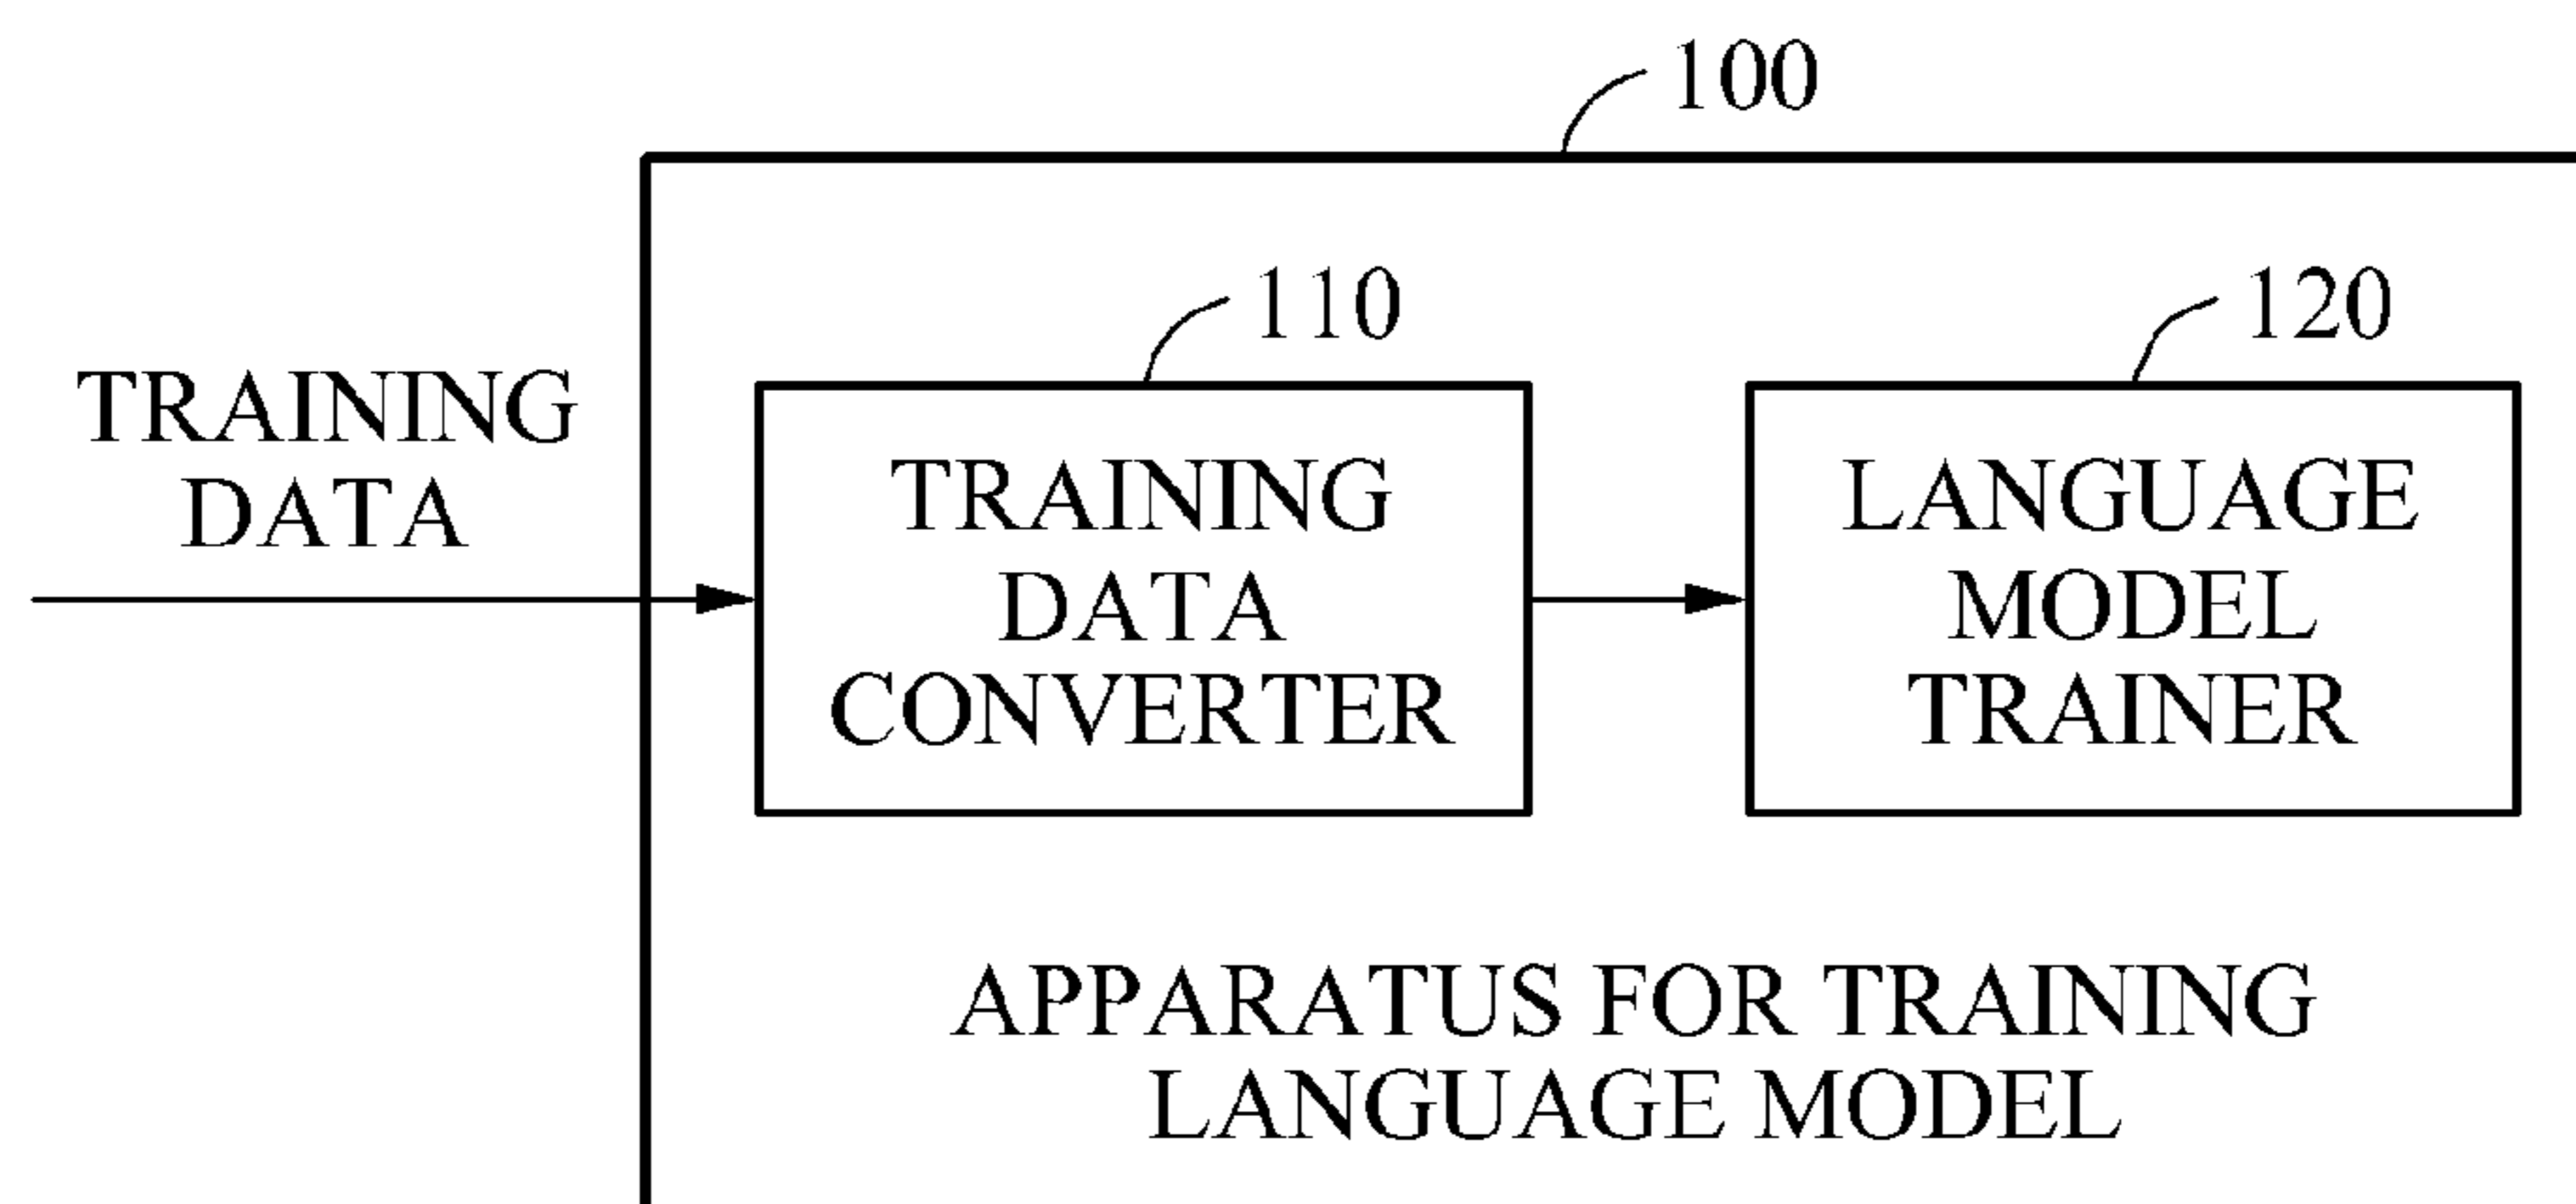 100
110
120
TRAINING
DATA
TRAINING
DATA
CONVERTER
LANGUAGE
MODEL
TRAINER
APPARATUS FOR TRAINING
LANGUAGE MODEL